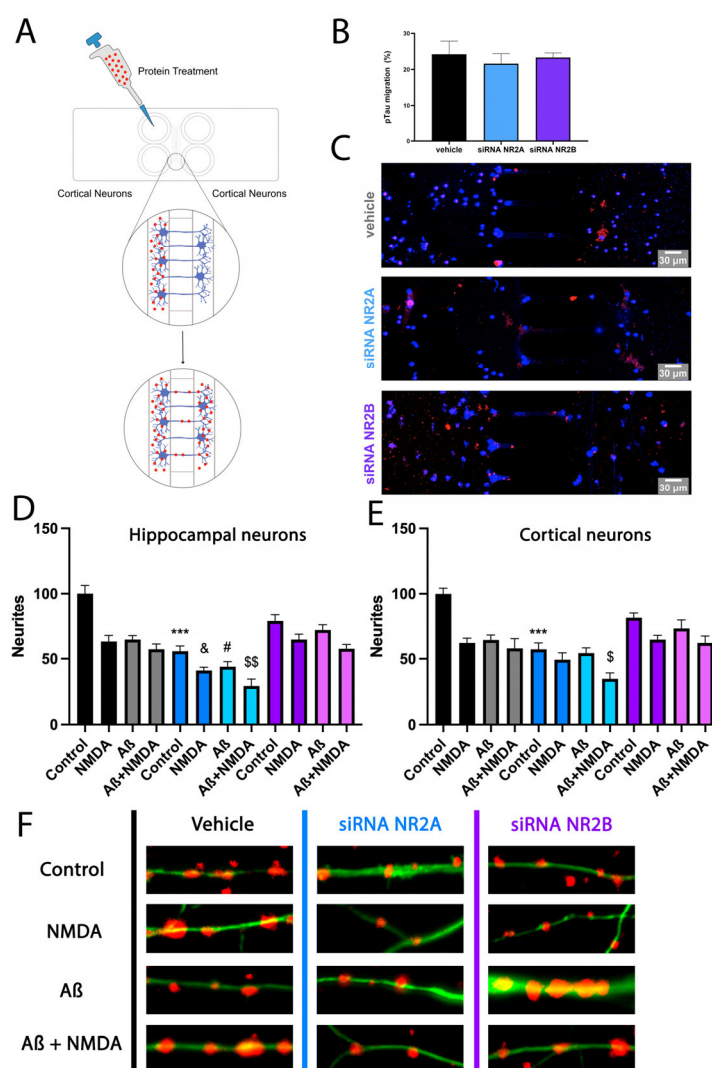 A
Protein Treatment
Cortical Neurons
Cortical Neurons
B
pTau migration (%)
30
20
10
0
vehicle
siRNA NR2A
siRNA NR2B
C
vehicle
30 µm
siRNA NR2A
30 µm
siRNA NR2B
30 µm
D
Hippocampal neurons
Neurites
150
100
50
0
***
&
#
$$
Control
NMDA
Aß
Aß+NMDA
Control
NMDA
Aß
Aß+NMDA
Control
NMDA
Aß
Aß+NMDA
E
Cortical neurons
Neurites
150
100
50
0
***
$
Control
NMDA
Aß
Aß+NMDA
Control
NMDA
Aß
Aß+NMDA
Control
NMDA
Aß
Aß+NMDA
F
Vehicle
siRNA NR2A
siRNA NR2B
Control
NMDA
Aß
Aß + NMDA